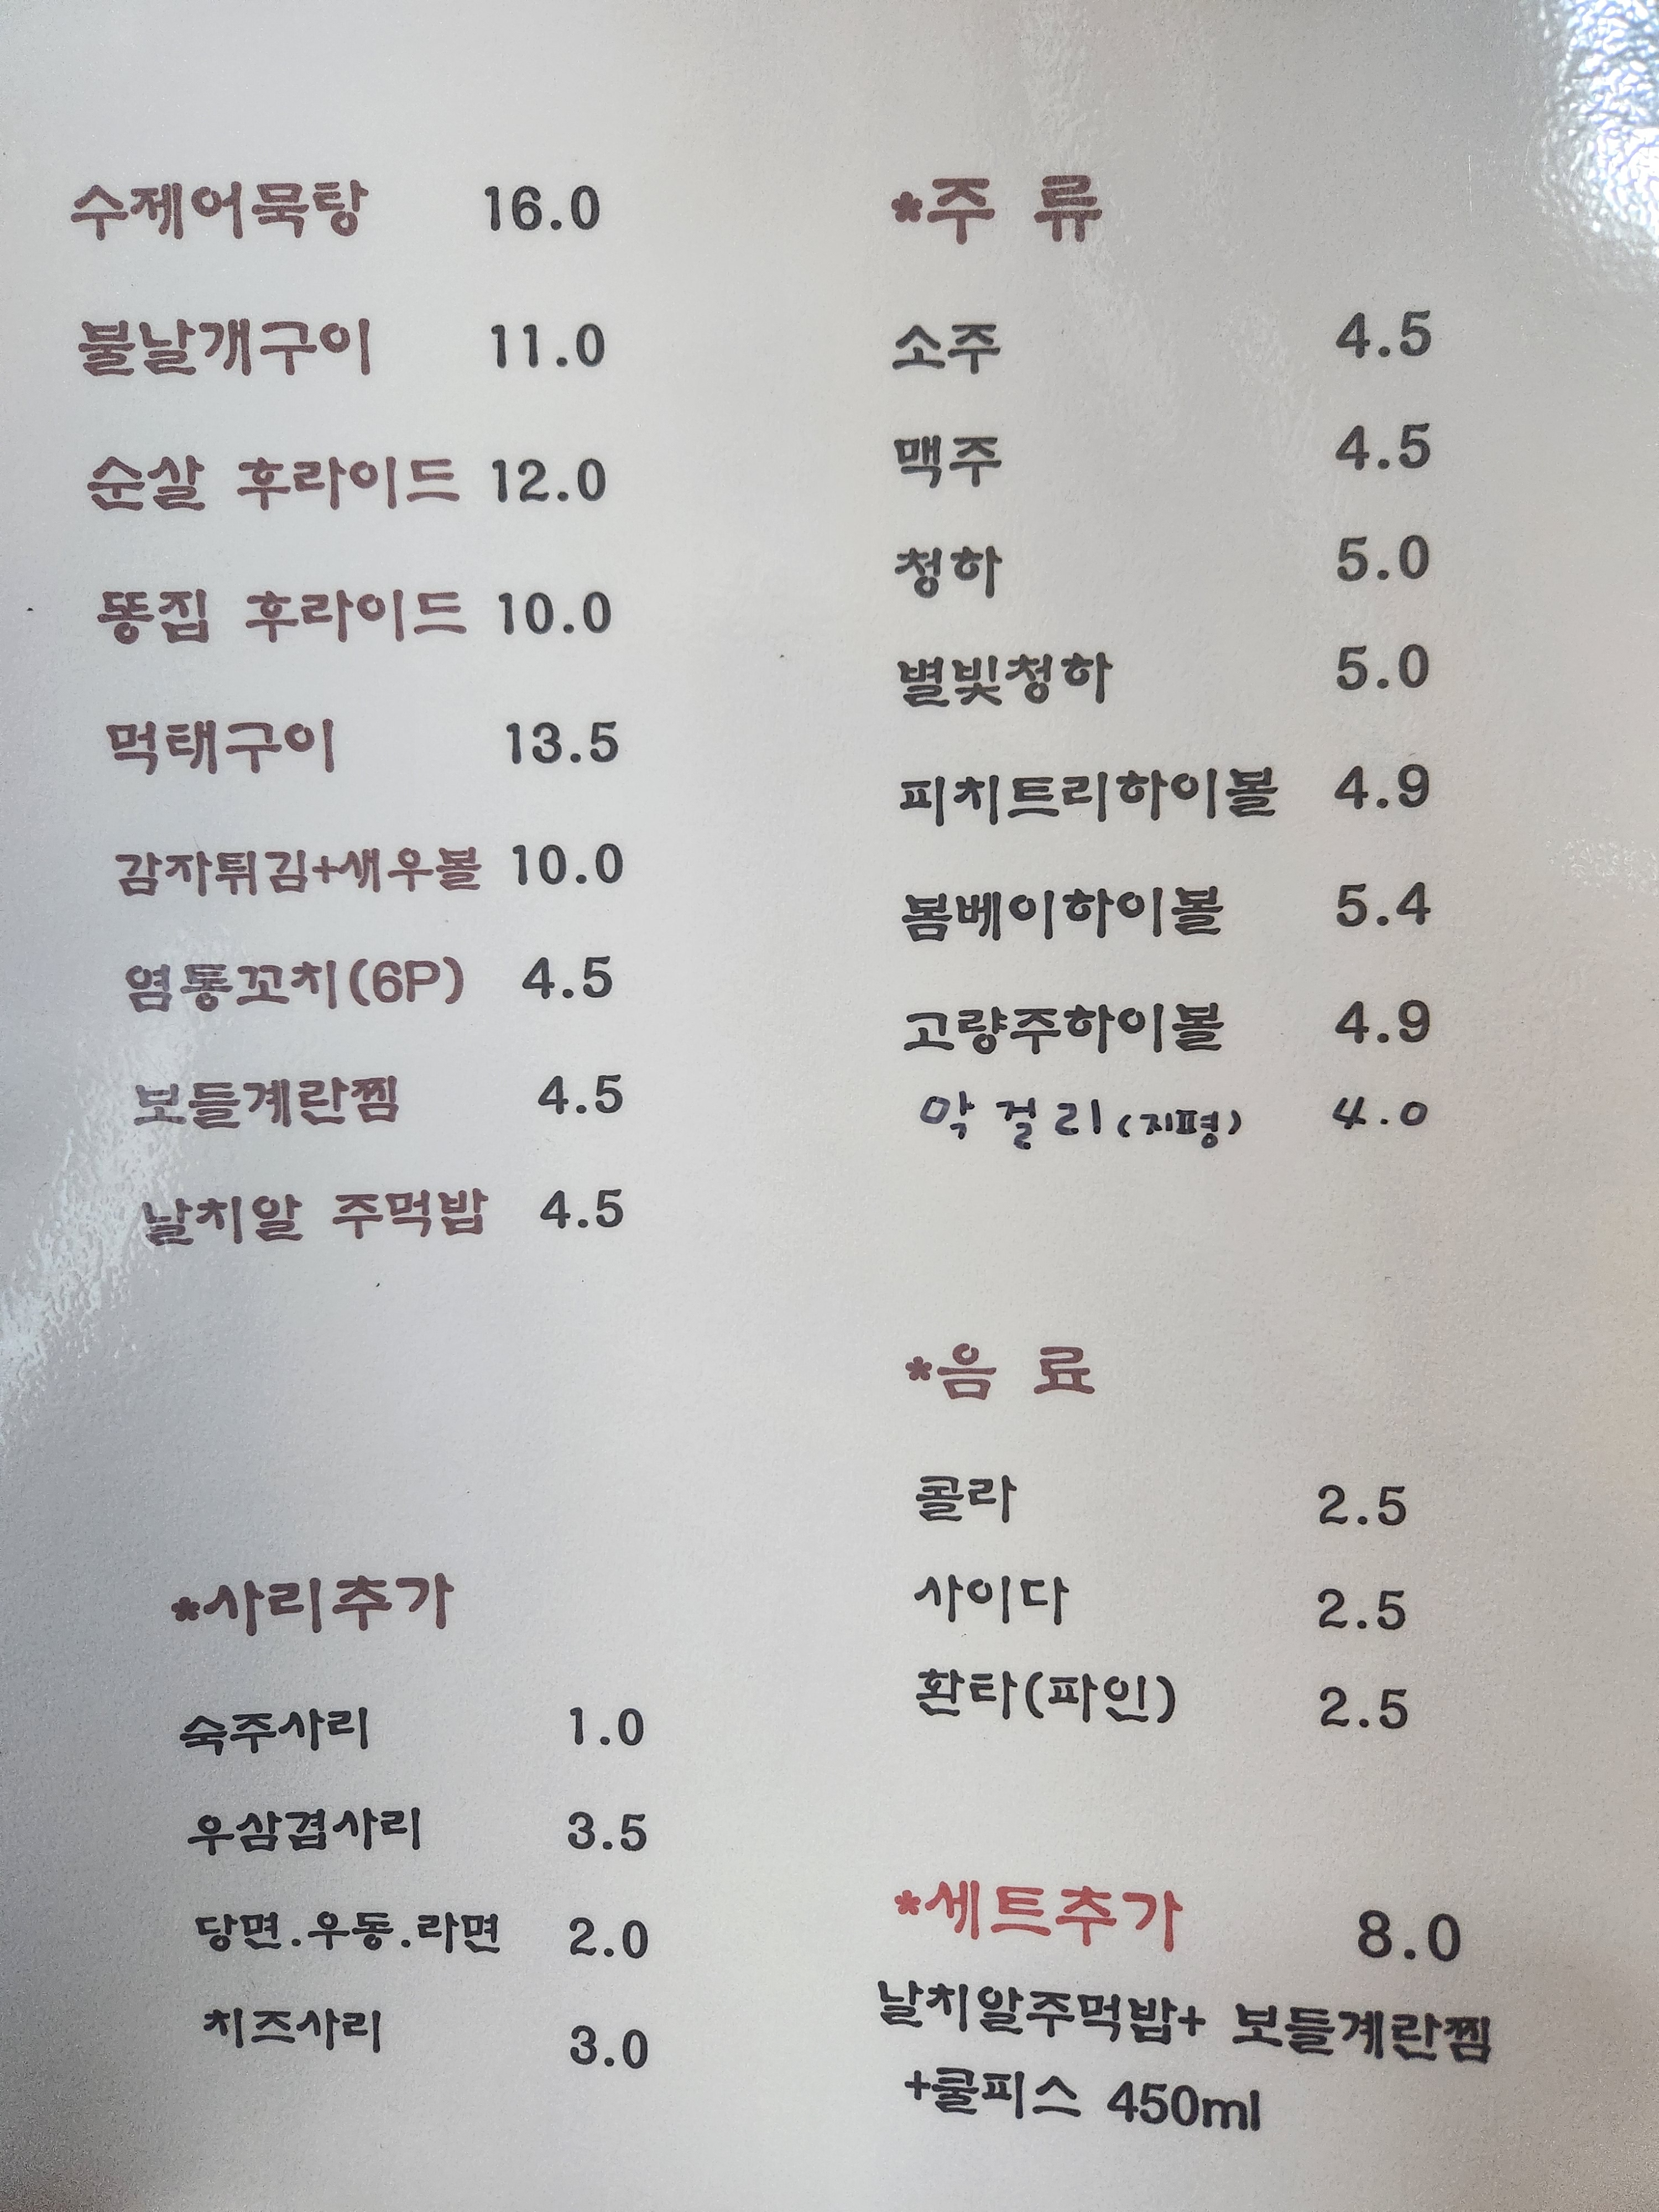 수제어묵탕 16.0
불날개구이 11.0
순살 후라이드 12.0
똥집 후라이드 10.0
먹태구이 13.5
감자튀김+새우볼 10.0
염통꼬치(6P) 4.5
보들계란찜 4.5
날치알 주먹밥 4.5
*사리추가
숙주사리 1.0
우삼겹사리 3.5
당면.우동.라면 2.0
치즈사리 3.0
*주 류
소주 4.5
맥주 4.5
청하 5.0
별빛청하 5.0
피치트리하이볼 4.9
봄베이하이볼 5.4
고량주하이볼 4.9
막걸리(지평) 4.0
*음 료
콜라 2.5
사이다 2.5
환타(파인) 2.5
*세트추가 8.0
날치알주먹밥+ 보들계란찜
+쿨피스 450ml